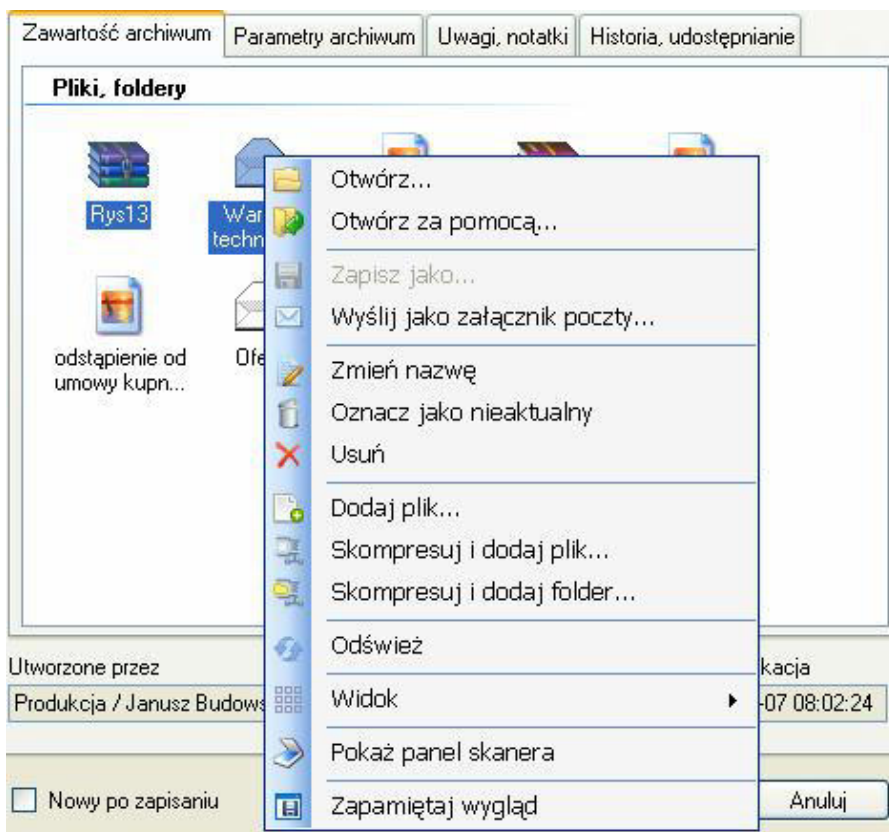 Zawartość archiwum Parametry archiwum Uwagi, notatki Historia, udostępnianie
Pliki, foldery
Rys13
odstąpienie od
umowy kupn...
Otwórz...
Otwórz za pomocą...
Zapisz jako...
Wyślij jako załącznik poczty...
Zmień nazwę
Oznacz jako nieaktualny
Usuń
Dodaj plik...
Skompresuj i dodaj plik...
Skompresuj i dodaj folder...
Odśwież
Widok
Pokaż panel skanera
Zapamiętaj wygląd
Utworzone przez
Produkcja / Janusz
-07 08:02:24
Nowy po zapisaniu
Anuluj